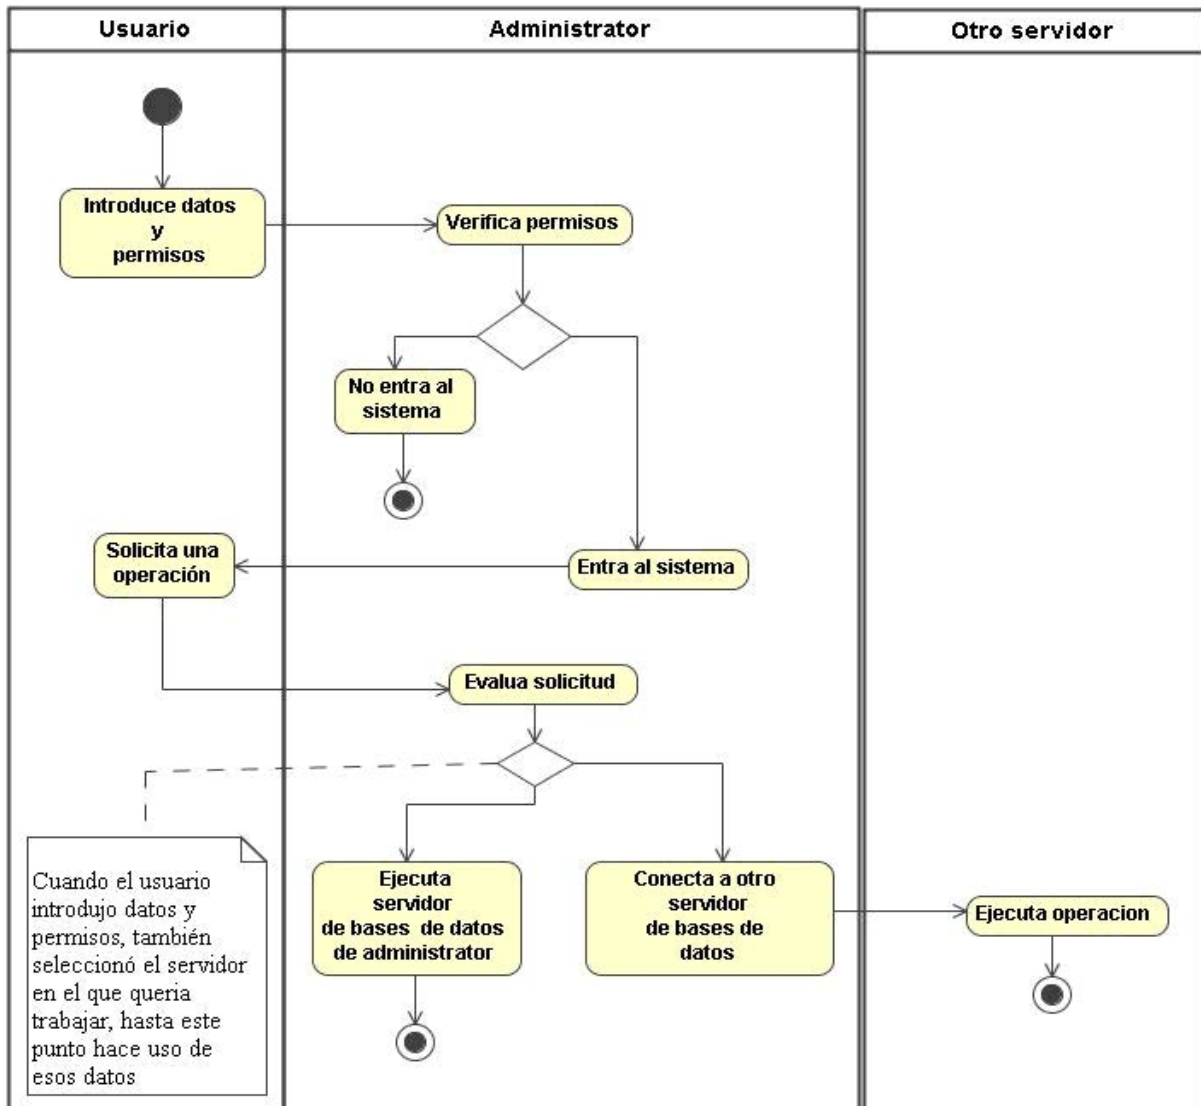 Usuario
Administrator
Otro servidor
Introduce datos
y
permisos
Verifica permisos
No entra al
sistema
Solicita una
operación
Entra al sistema
Evalua solicitud
Cuando el usuario
introdujo datos y
permisos, también
seleccionó el servidor
en el que queria
trabajar, hasta este
punto hace uso de
esos datos
Ejecuta
servidor
de bases de datos
de administrator
Conecta a otro
servidor
de bases de
datos
Ejecuta operacion